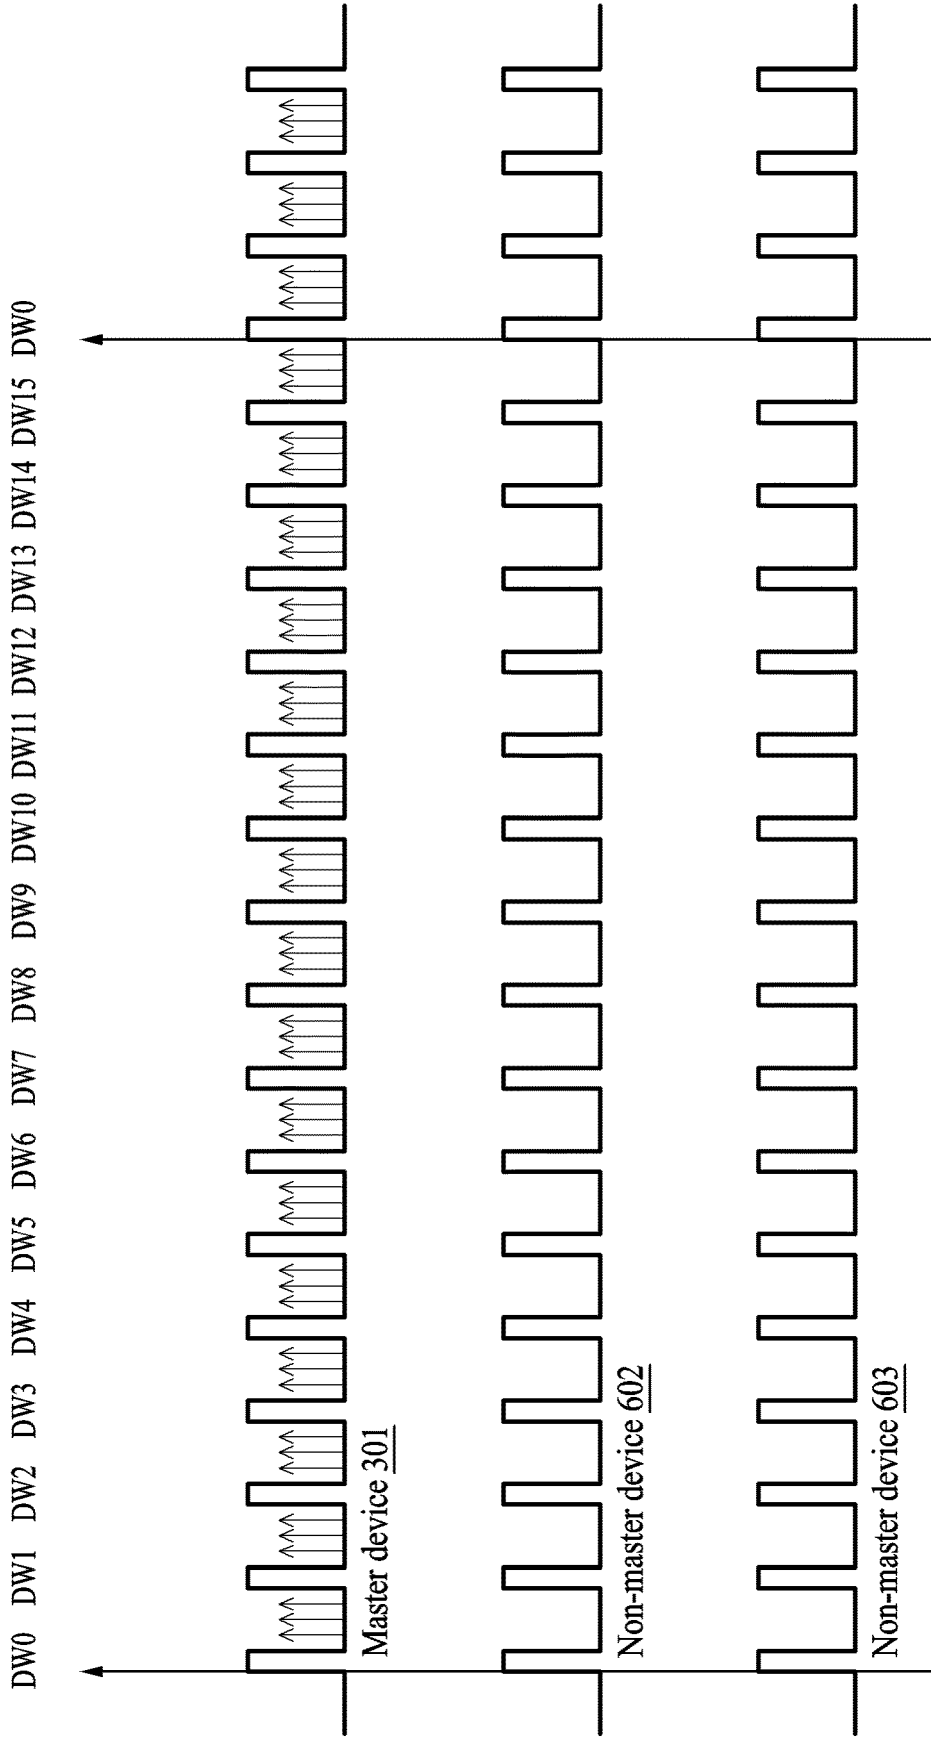 DW0 DW1 DW2 DW3 DW4 DW5 DW6 DW7 DW8 DW9 DW10 DW11 DW12 DW13 DW14 DW15 DW0
Master device 301
Non-master device 602
Non-master device 603